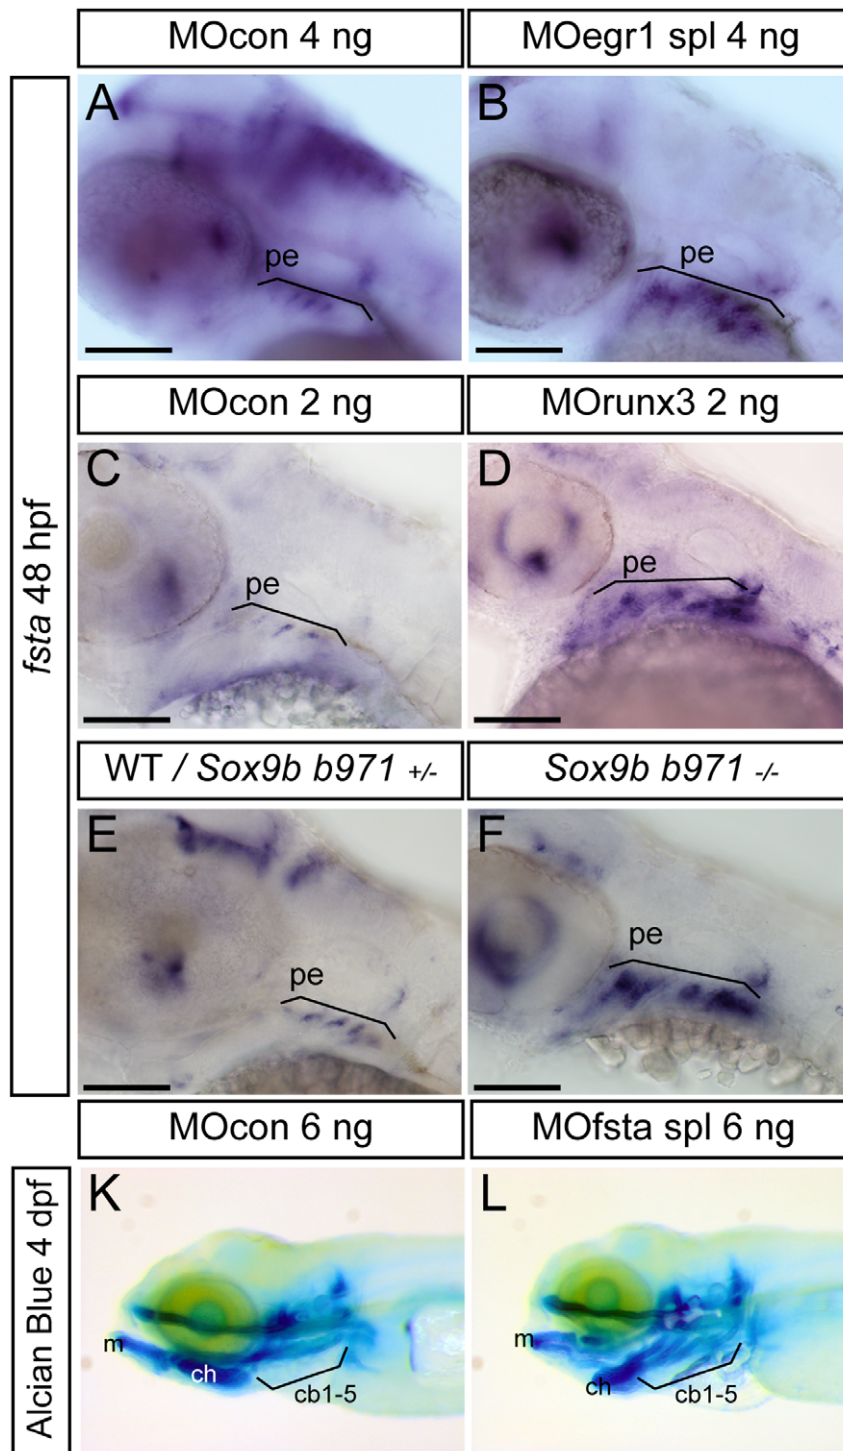 MOcon 4 ng
MOegr1 spl 4 ng
fsta 48 hpf
A
pe
B
pe
MOcon 2 ng
MOrunx3 2 ng
C
pe
D
pe
WT / Sox9b b971 +/-
Sox9b b971 -/-
E
pe
F
pe
MOcon 6 ng
MOfsta spl 6 ng
Alcian Blue 4 dpf
K
m
ch
cb1-5
L
m
ch
cb1-5